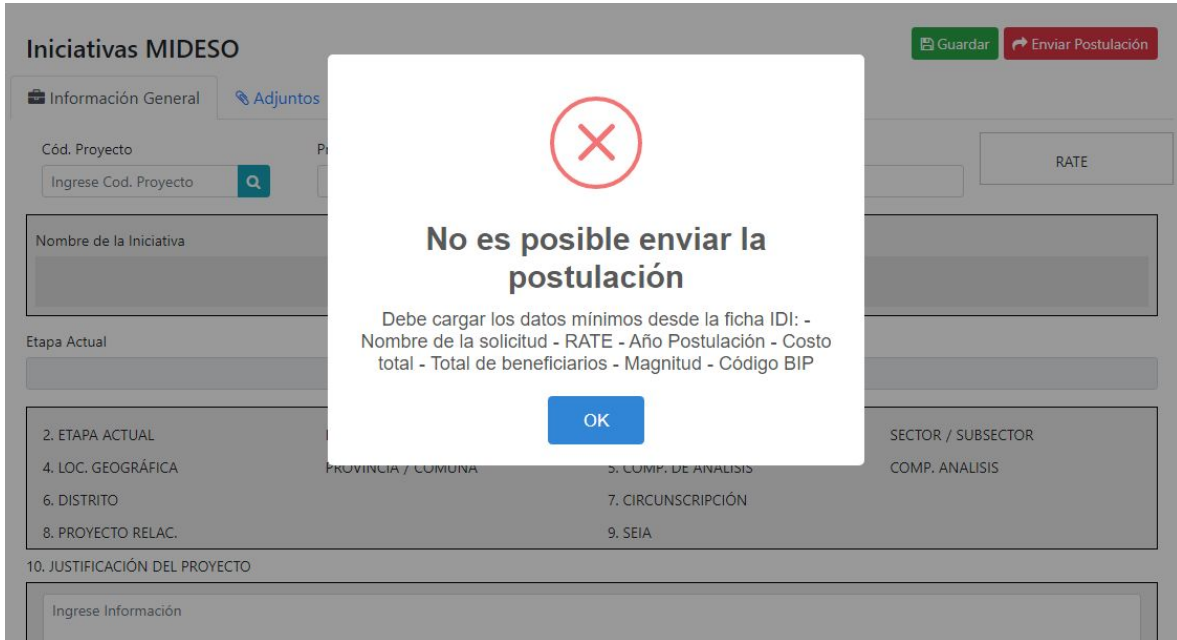 Iniciativas MIDESO
Guardar
Enviar Postulación
Información General
Adjuntos
Cód. Proyecto
RATE
Ingrese Cod. Proyecto
Nombre de la Iniciativa
No es posible enviar la
postulación
Debe cargar los datos mínimos desde la ficha IDI: -
Nombre de la solicitud - RATE - Año Postulación - Costo
total - Total de beneficiarios - Magnitud - Código BIP
OK
Etapa Actual
2. ETAPA ACTUAL SECTOR / SUBSECTOR
4. LOC. GEOGRÁFICA PROVINCIA / COMUNA 5. COMP. DE ANALISIS COMP. ANALISIS
6. DISTRITO 7. CIRCUNSCRIPCIÓN
8. PROYECTO RELAC. 9. SEIA
10. JUSTIFICACIÓN DEL PROYECTO
Ingrese Información